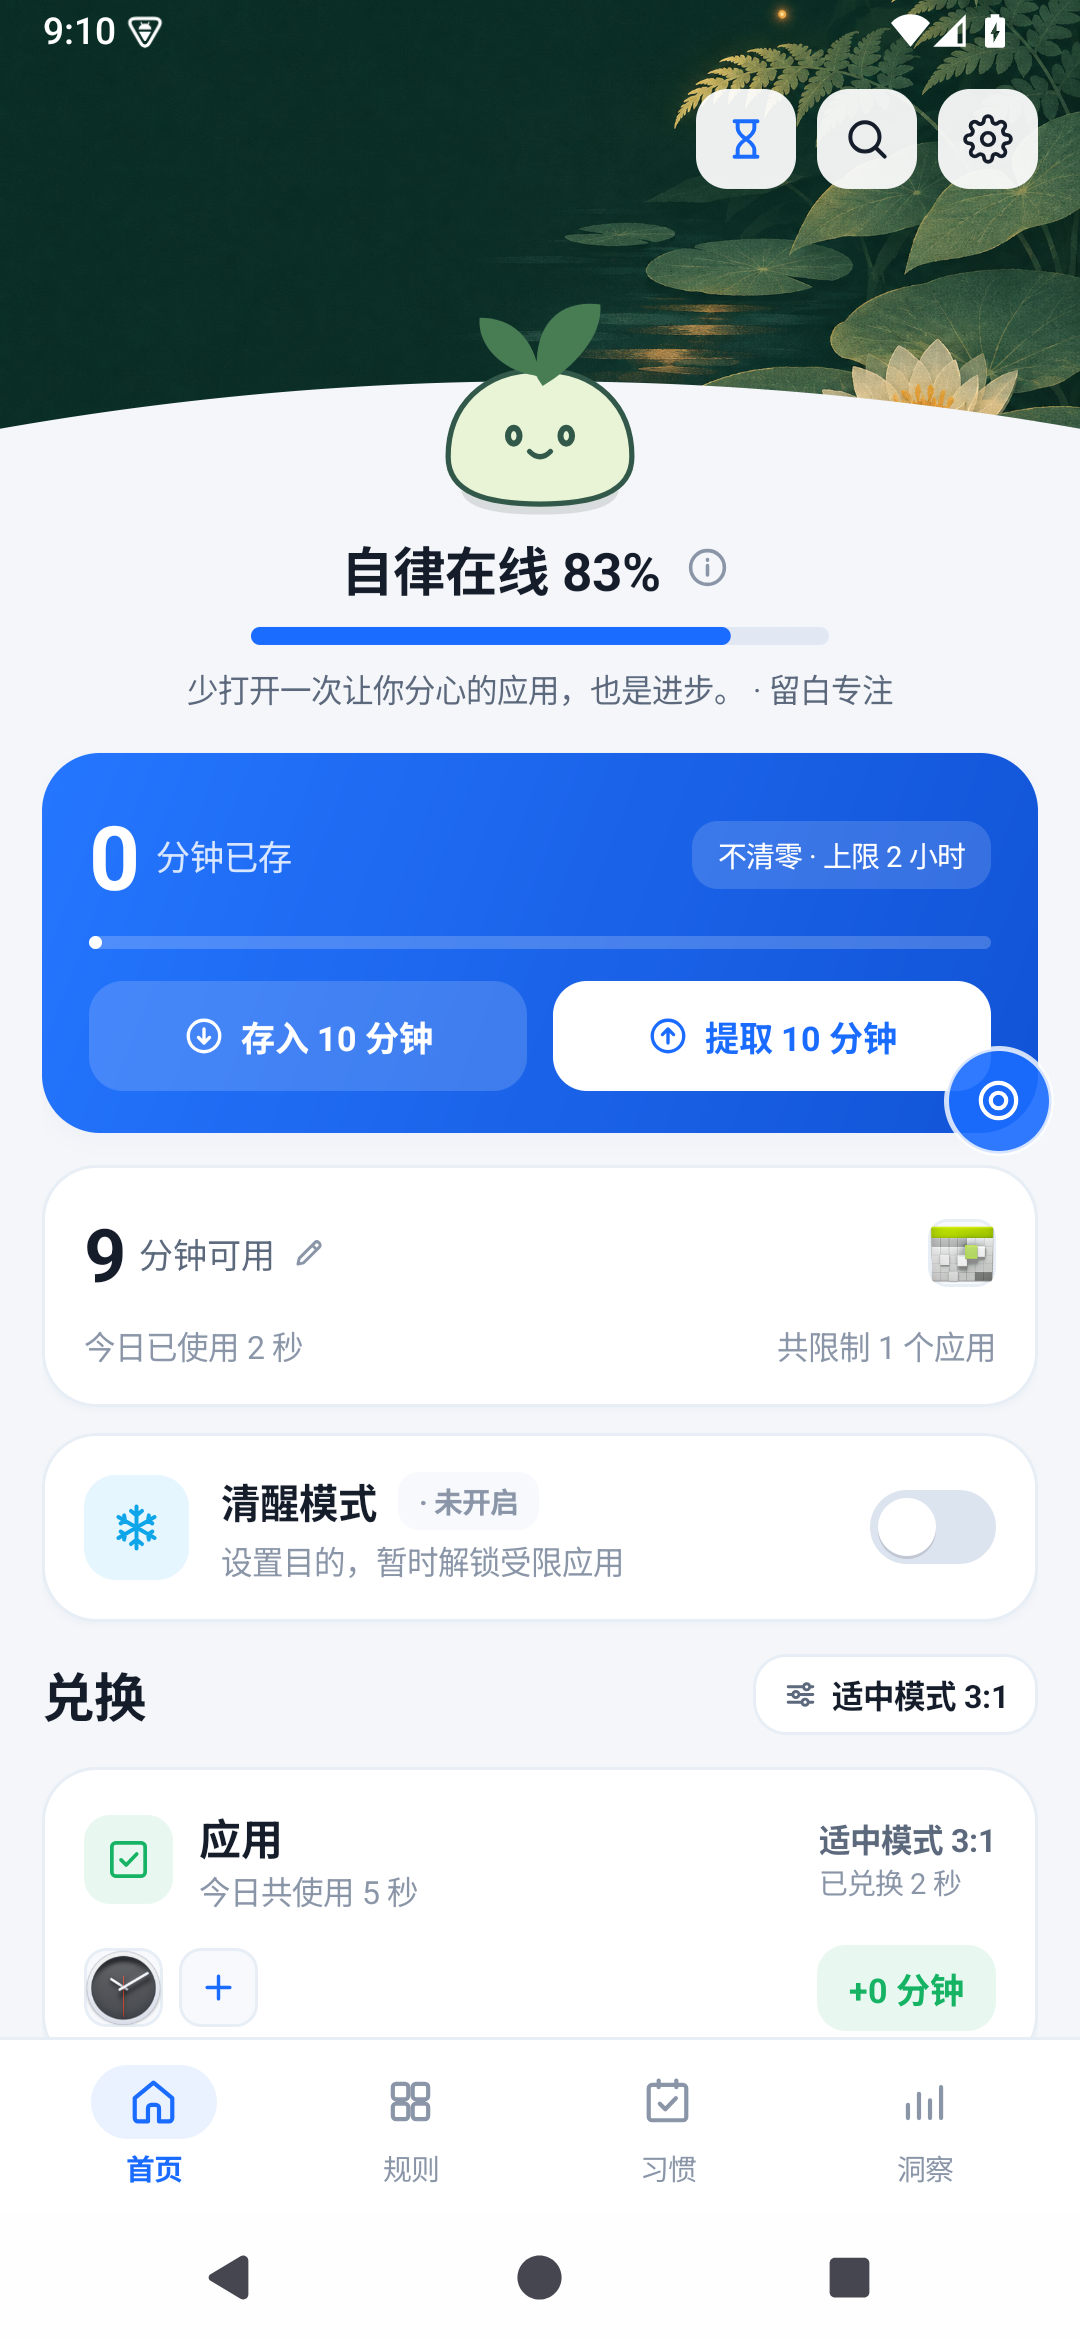 9:10
自律在线 83%
少打开一次让你分心的应用，也是进步。 · 留白专注
0 分钟已存
不清零 · 上限 2 小时
存入 10 分钟
提取 10 分钟
9 分钟可用
今日已使用 2 秒
共限制 1 个应用
清醒模式 · 未开启
设置目的，暂时解锁受限应用
兑换
适中模式 3:1
应用
适中模式 3:1
今日共使用 5 秒
已兑换 2 秒
+0 分钟
首页
规则
习惯
洞察